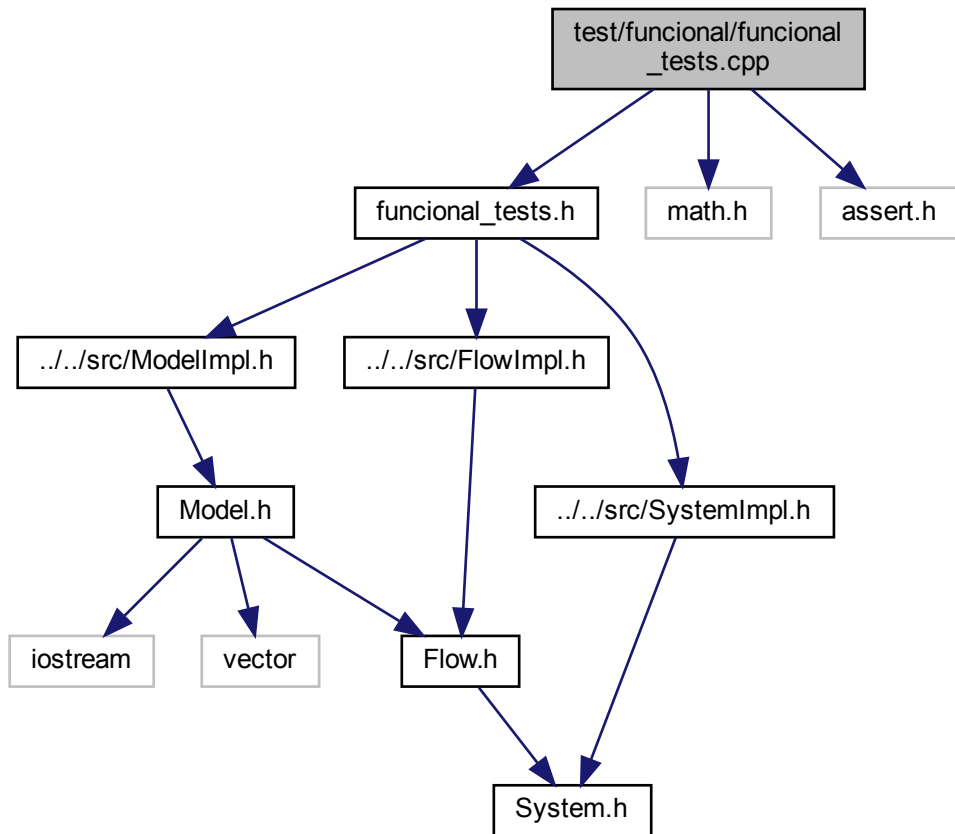 test/funcional/funcional
_tests.cpp
funcional_tests.h
math.h
assert.h
../../src/ModelImpl.h
../../src/FlowImpl.h
Model.h
../../src/SystemImpl.h
iostream
vector
Flow.h
System.h